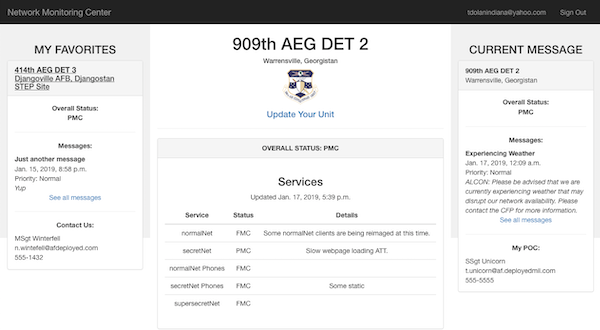 Network Monitoring Center
tdolanindiana@yahoo.com
Sign Out
MY FAVORITES
414th AEG DET 3
Djangoville AFB, Djangostan
STEP Site
Overall Status:
PMC
Messages:
Just another message
Jan. 15, 2019, 8:58 p.m.
Priority: Normal
Yup
See all messages
Contact Us:
MSgt Winterfell
n.wintefell@afdeployed.com
555-1432
909th AEG DET 2
Warrensville, Georgistan
Update Your Unit
OVERALL STATUS: PMC
Services
Updated Jan. 17, 2019, 5:39 p.m.
Service Status Details
normalNet FMC Some normalNet clients are being reimaged at this time.
secretNet PMC Slow webpage loading ATT.
normalNet Phones FMC
secretNet Phones FMC Some static
supersecretNet FMC
CURRENT MESSAGE
909th AEG DET 2
Warrensville, Georgistan
Overall Status:
PMC
Messages:
Experiencing Weather
Jan. 17, 2019, 12:09 a.m.
Priority: Normal
ALCON: Please be advised that we are
currently experiencing weather that may
disrupt our network availability. Please
contact the CFP for more information.
See all messages
My POC:
SSgt Unicorn
t.unicorn@af.deployedmil.com
555-5555